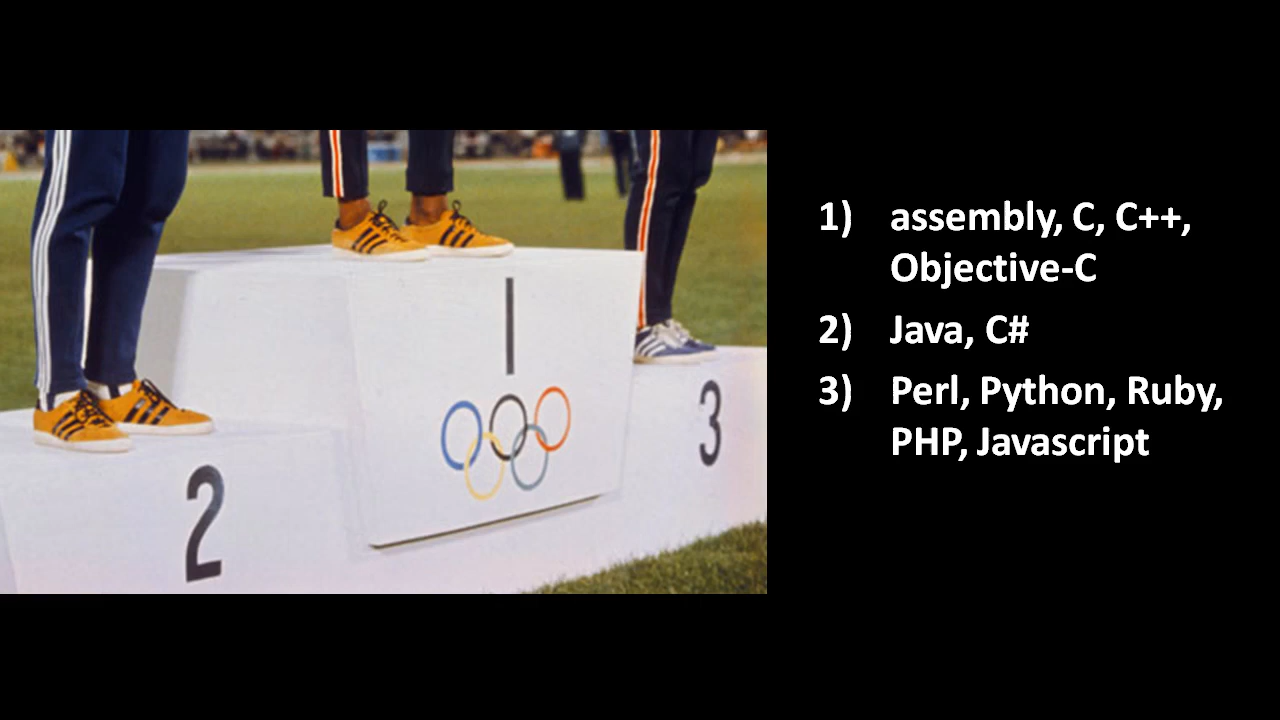 1
2
3
1) assembly, C, C++,
Objective-C
2) Java, C#
3) Perl, Python, Ruby,
PHP, Javascript